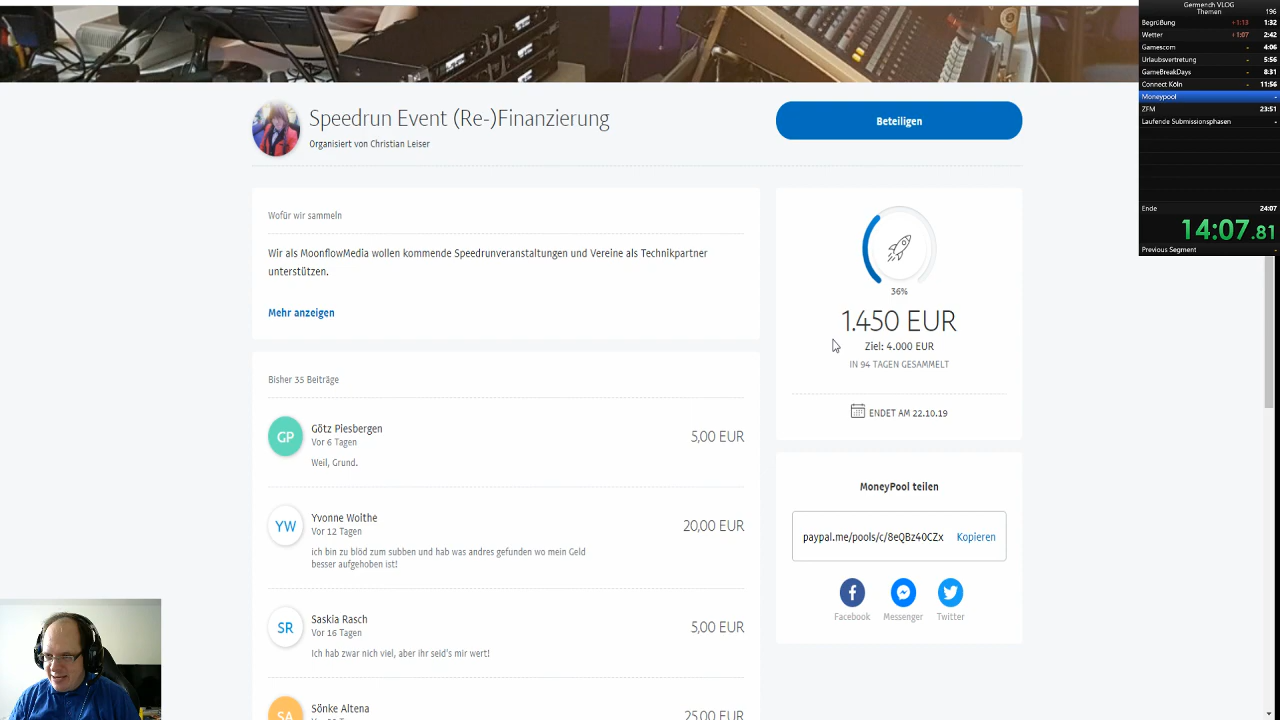 Speedrun Event (Re-)Finanzierung
Organisiert von Christian Leiser
Beteiligen
Wofür wir sammeln
Wir als MoonflowMedia wollen kommende Speedrunveranstaltungen und Vereine als Technikpartner
unterstützen.
Mehr anzeigen
Bisher 35 Beiträge
GP
Götz Piesbergen
Vor 6 Tagen
5,00 EUR
Weil, Grund.
YW
Yvonne Wolthe
Vor 12 Tagen
20,00 EUR
ich bin zu blöd zum subben und hab was andres gefunden wo mein Geld
besser aufgehoben ist!
SR
Saskia Rasch
Vor 16 Tagen
5,00 EUR
Ich hab zwar nich viel, aber ihr seid's mir wert!
SA
Sönke Altena
25,00 EUR
36%
1.450 EUR
Ziel: 4.000 EUR
IN 94 TAGEN GESAMMELT
ENDET AM 22.10.19
MoneyPool teilen
paypal.me/pools/c/8eQBz40CZx Kopieren
Facebook Messenger Twitter
Germench VLOG
Themen 196
Begrüßung +1:13 1:32
Wetter +1:07 2:42
Gamescom - 4:06
Urlaubsvertretung - 5:56
GameBreakDays - 8:31
Connect Köln - 11:56
Moneypool -
ZFM 23:51
Laufende Submissionsphasen -
Ende 24:07
14:07.81
Previous Segment -